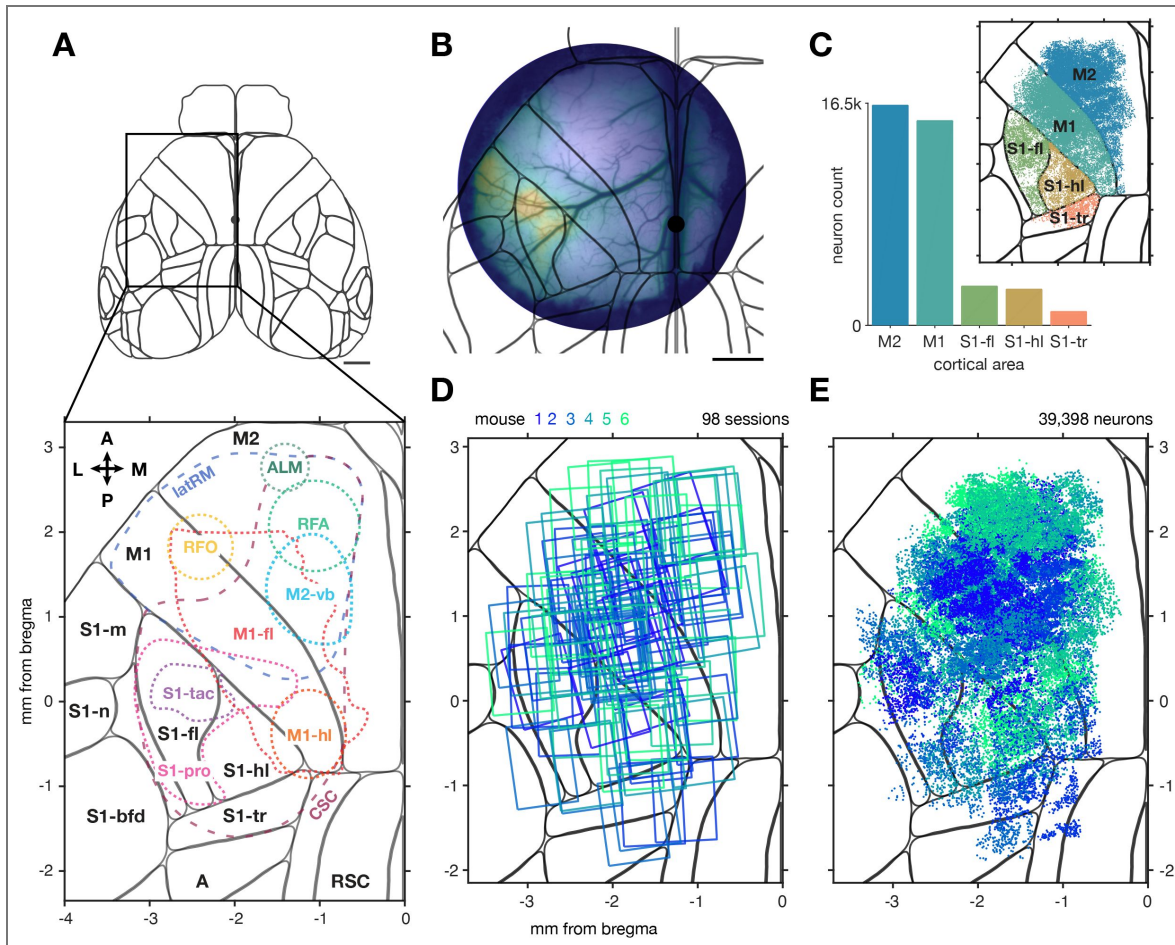 A
B
C
16.5k
neuron count
0
M2
M1
S1-fl
S1-hl
S1-tr
cortical area
M2
M1
S1-fl
S1-hl
S1-tr
A
L
M
P
M2
ALM
latRM
RFA
RFO
M1
M2-vb
S1-m
M1-fl
S1-tac
S1-n
S1-fl
M1-hl
S1-pro
S1-hl
S1-bfd
S1-tr
CSC
A
RSC
3
2
1
0
-1
-2
mm from bregma
-4
-3
-2
-1
0
D
mouse 1 2 3 4 5 6
98 sessions
3
2
1
0
-1
-2
-3
-2
-1
0
mm from bregma
E
39,398 neurons
3
2
1
0
-1
-2
-3
-2
-1
0